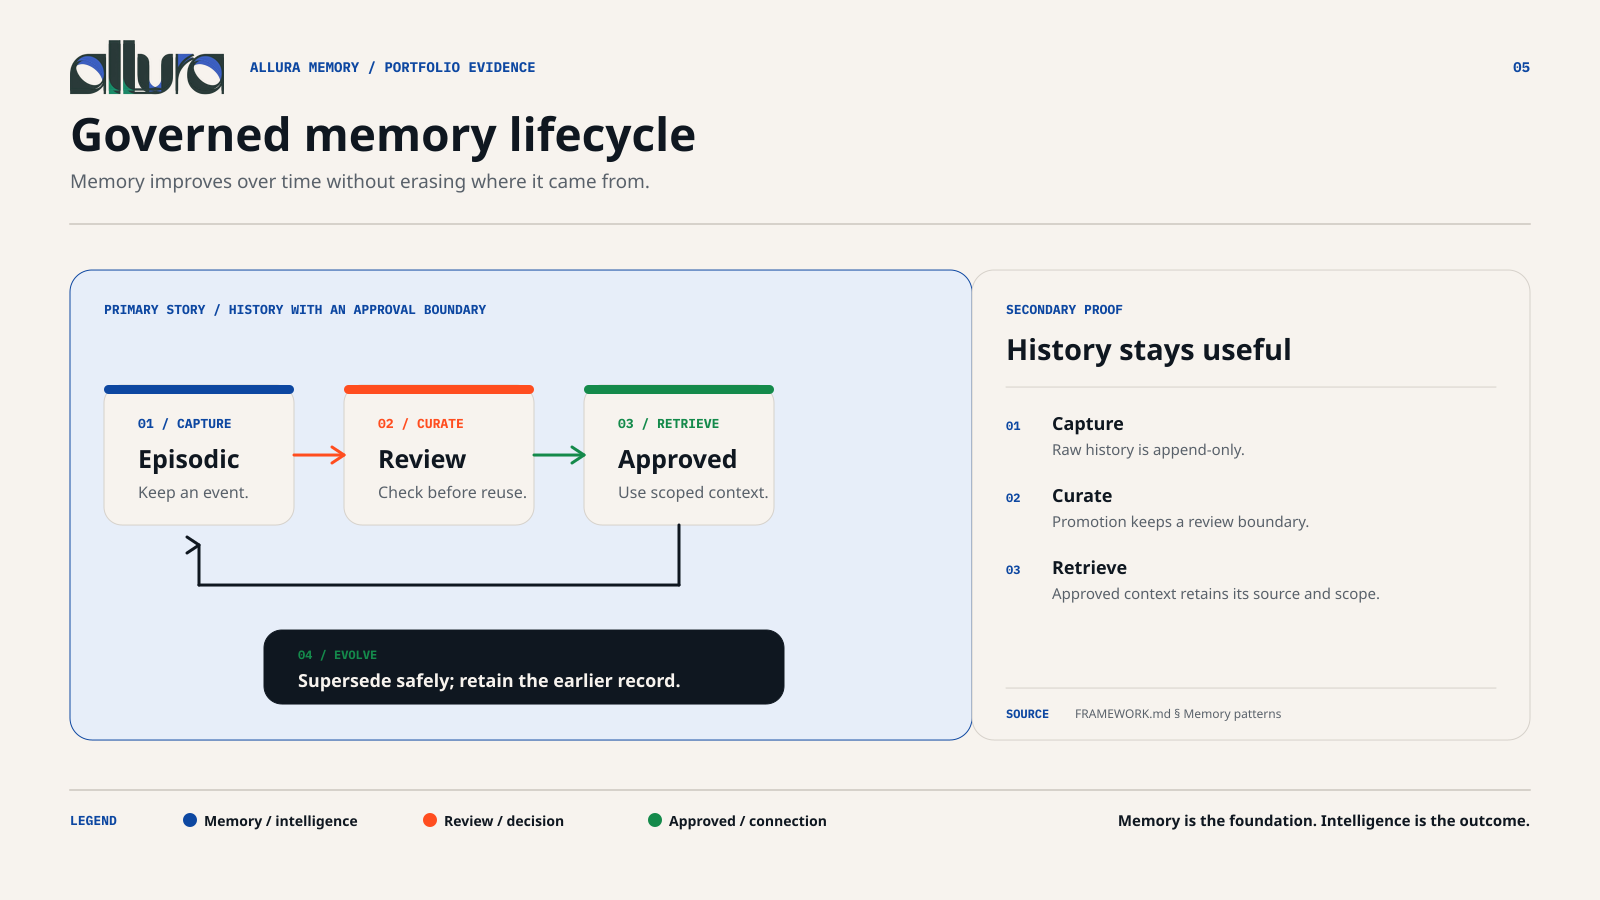 allura
ALLURA MEMORY / PORTFOLIO EVIDENCE
05
Governed memory lifecycle
Memory improves over time without erasing where it came from.
PRIMARY STORY / HISTORY WITH AN APPROVAL BOUNDARY
01 / CAPTURE
Episodic
Keep an event.
02 / CURATE
Review
Check before reuse.
03 / RETRIEVE
Approved
Use scoped context.
04 / EVOLVE
Supersede safely; retain the earlier record.
SECONDARY PROOF
History stays useful
01 Capture
Raw history is append-only.
02 Curate
Promotion keeps a review boundary.
03 Retrieve
Approved context retains its source and scope.
SOURCE FRAMEWORK.md § Memory patterns
LEGEND Memory / intelligence Review / decision Approved / connection
Memory is the foundation. Intelligence is the outcome.